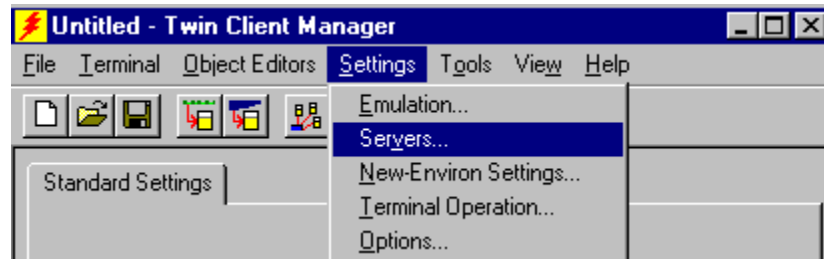 Untitled - Twin Client Manager
File Terminal Object Editors Settings Tools View Help
Emulation...
Servers...
New-Environ Settings...
Terminal Operation...
Options...
Standard Settings